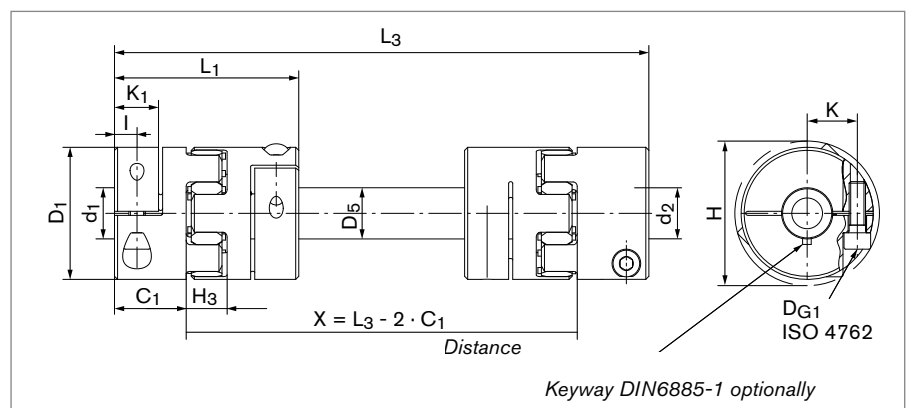 L3
L1
K1
I
K
D1
d1
D5
d2
H
C1
H3
X = L3 - 2 · C1
Distance
DG1
ISO 4762
Keyway DIN6885-1 optionally